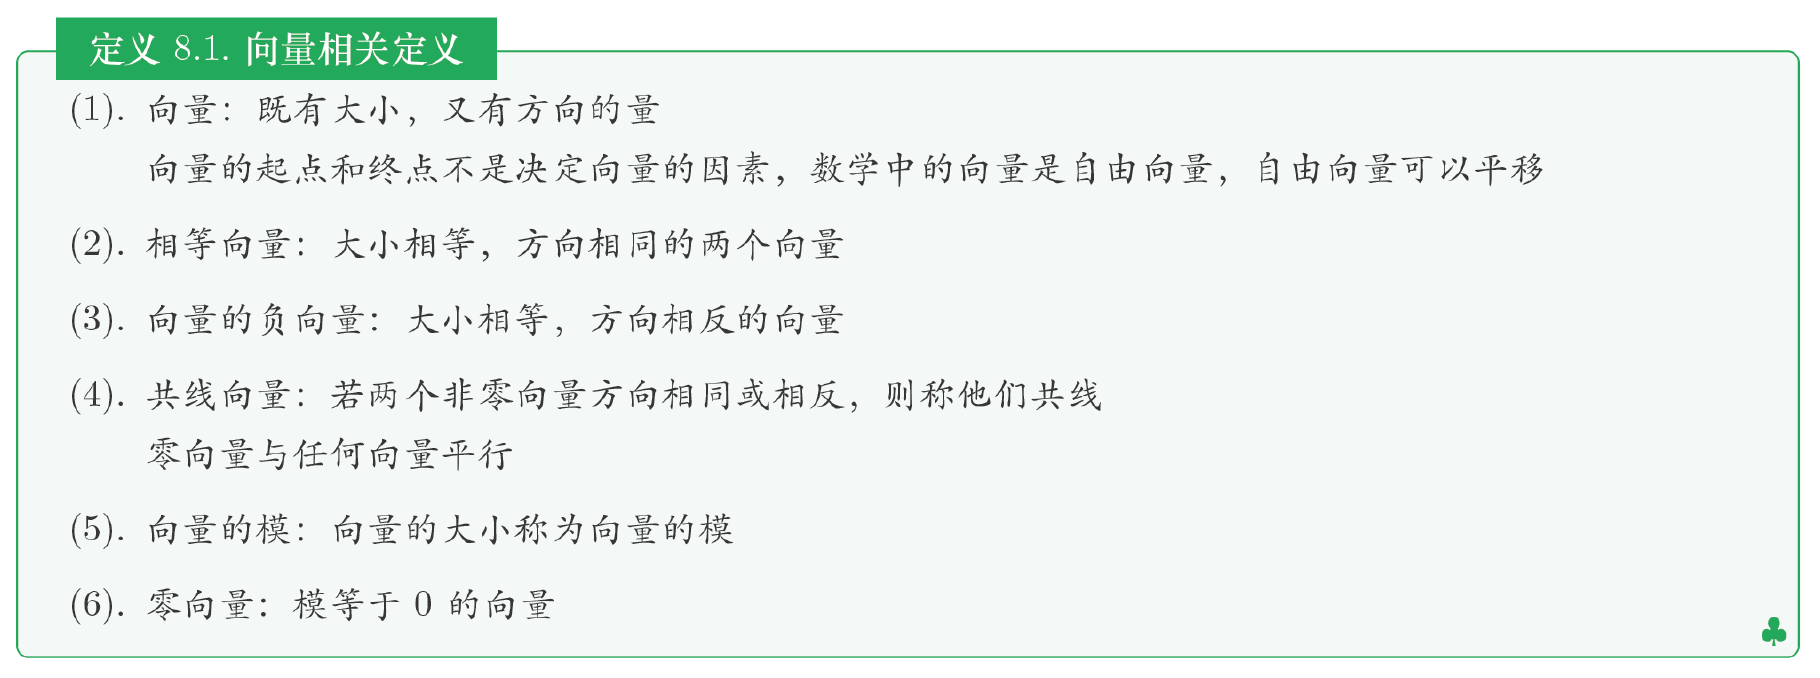 定义 8.1. 向量相关定义
(1). 向量：既有大小，又有方向的量
向量的起点和终点不是决定向量的因素，数学中的向量是自由向量，自由向量可以平移
(2). 相等向量：大小相等，方向相同的两个向量
(3). 向量的负向量：大小相等，方向相反的向量
(4). 共线向量：若两个非零向量方向相同或相反，则称他们共线
零向量与任何向量平行
(5). 向量的模：向量的大小称为向量的模
(6). 零向量：模等于 0 的向量